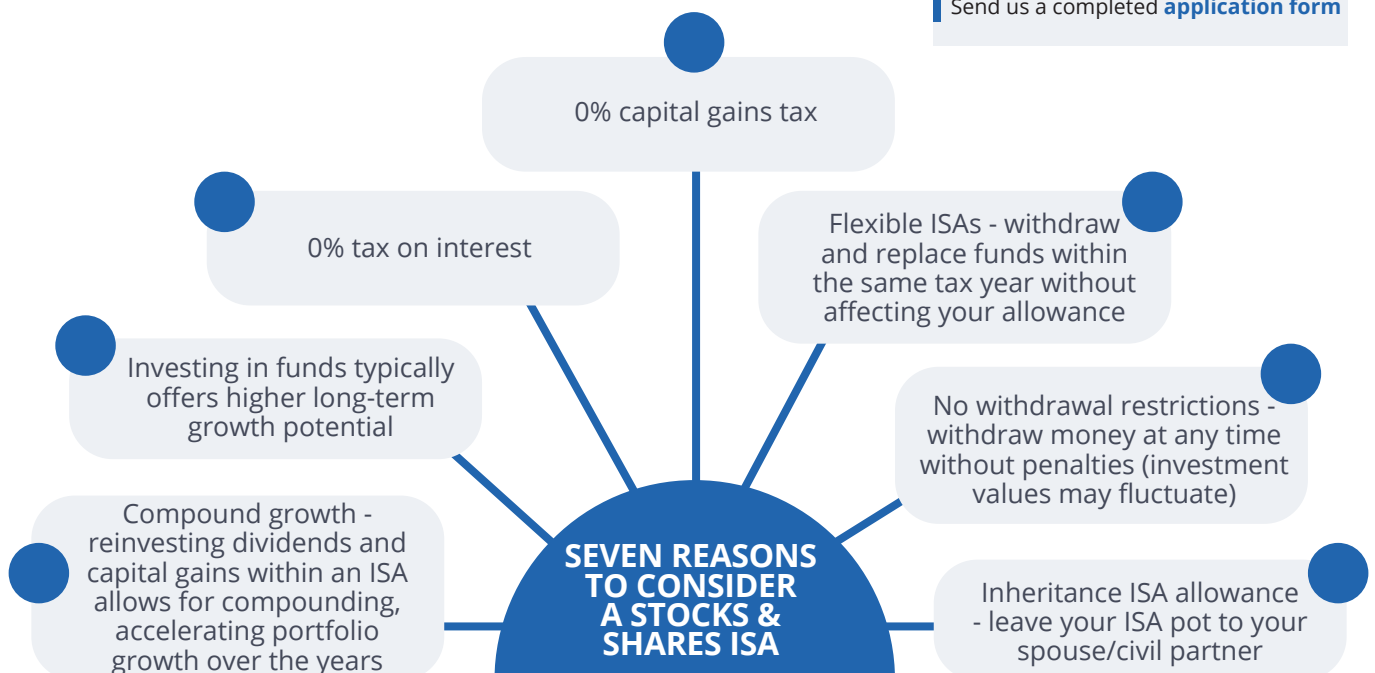 Send us a completed application form
0% capital gains tax
0% tax on interest
Flexible ISAs - withdraw
and replace funds within
the same tax year without
affecting your allowance
Investing in funds typically
offers higher long-term
growth potential
No withdrawal restrictions -
withdraw money at any time
without penalties (investment
values may fluctuate)
Compound growth -
reinvesting dividends and
capital gains within an ISA
allows for compounding,
accelerating portfolio
growth over the years
SEVEN REASONS
TO CONSIDER
A STOCKS &
SHARES ISA
Inheritance ISA allowance
- leave your ISA pot to your
spouse/civil partner